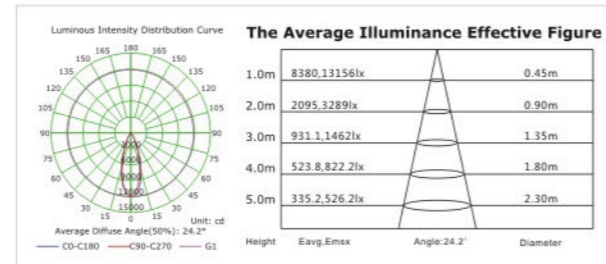 Luminous Intensity Distribution Curve
180
165 165
150 150
135 135
120 120
105 105
90 90
75 75
60 60
45 45
30 30
15 0 15
3000
6000
9000
12000
15000
Unit: cd
Average Diffuse Angle(50%): 24.2°
C0-C180 C90-C270 G1
The Average Illuminance Effective Figure
1.0m 8380,13156lx 0.45m
2.0m 2095,3289lx 0.90m
3.0m 931.1,1462lx 1.35m
4.0m 523.8,822.2lx 1.80m
5.0m 335.2,526.2lx 2.30m
Height Eavg,Emsx Angle:24.2° Diameter